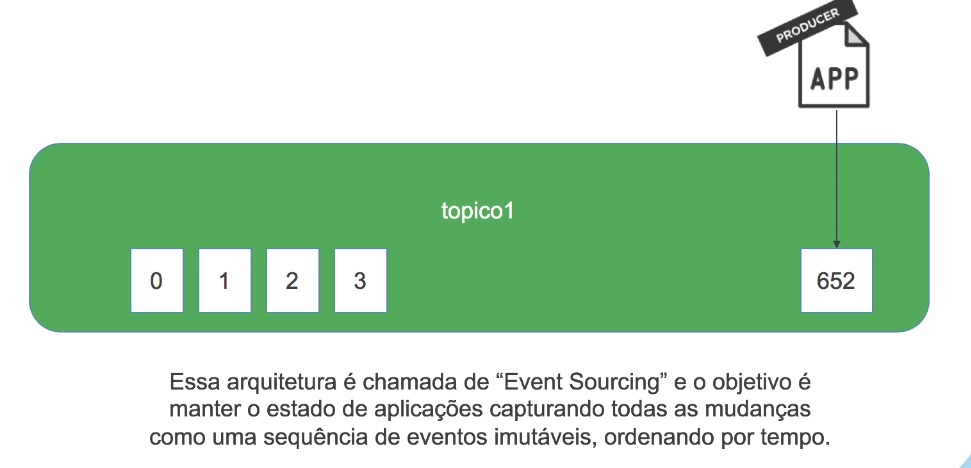 PRODUCER
APP
topico1
0 1 2 3 652
Essa arquitetura é chamada de “Event Sourcing” e o objetivo é
manter o estado de aplicações capturando todas as mudanças
como uma sequência de eventos imutáveis, ordenando por tempo.